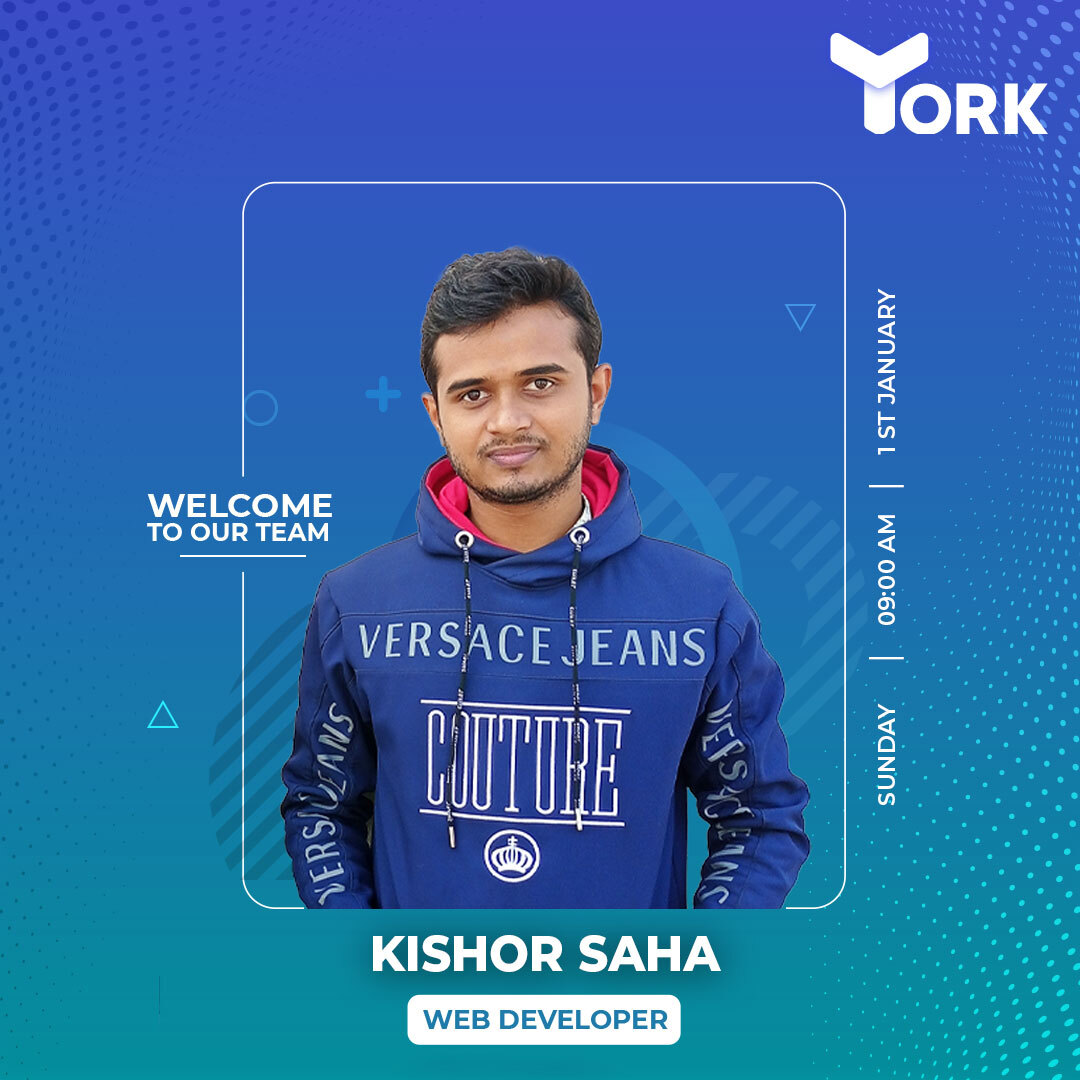 YORK
WELCOME
TO OUR TEAM
1 ST JANUARY
09:00 AM
SUNDAY
VERSACE JEANS
COUTURE
KISHOR SAHA
WEB DEVELOPER